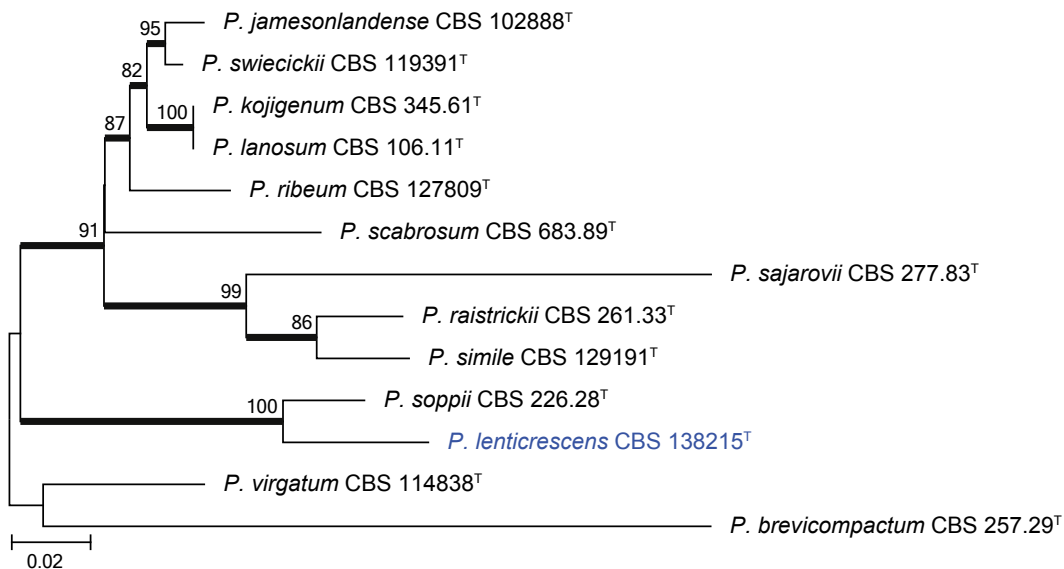 95
P. jamesonlandense CBS 102888ᵀ
P. swiecickii CBS 119391ᵀ
82
P. kojigenum CBS 345.61ᵀ
100
87
P. lanosum CBS 106.11ᵀ
P. ribeum CBS 127809ᵀ
91
P. scabrosum CBS 683.89ᵀ
P. sajarovii CBS 277.83ᵀ
99
P. raistrickii CBS 261.33ᵀ
86
P. simile CBS 129191ᵀ
P. soppii CBS 226.28ᵀ
100
P. lenticrescens CBS 138215ᵀ
P. virgatum CBS 114838ᵀ
P. brevicompactum CBS 257.29ᵀ
0.02